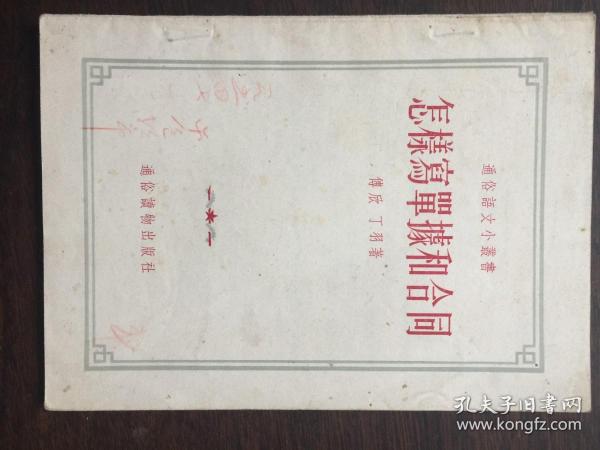 通俗語文小叢書
怎樣寫單據和合同
傅欣 丁羽著
通俗讀物出版社
孔夫子旧书网
www.kongfz.com